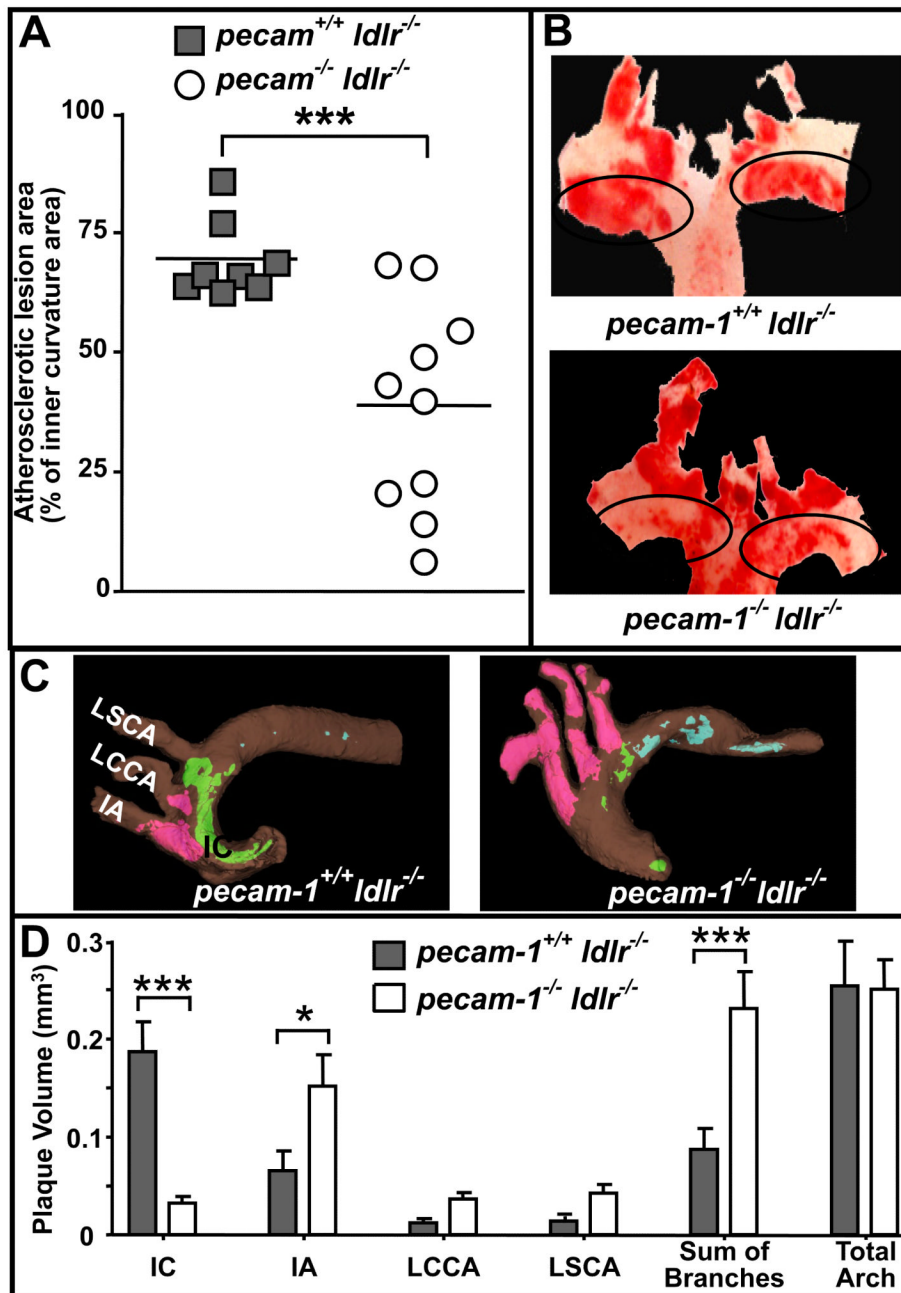 A
pecam+/+ ldlr-/-
pecam-/- ldlr-/-
***
100
75
50
25
0
Atherosclerotic lesion area
(% of inner curvature area)
B
pecam-1+/+ ldlr-/-
pecam-1-/- ldlr-/-
C
LSCA
LCCA
IA
IC
pecam-1+/+ ldlr-/-
pecam-1-/- ldlr-/-
D
pecam-1+/+ ldlr-/-
pecam-1-/- ldlr-/-
***
*
***
0.3
0.2
0.1
0
Plaque Volume (mm³)
IC
IA
LCCA
LSCA
Sum of
Branches
Total
Arch